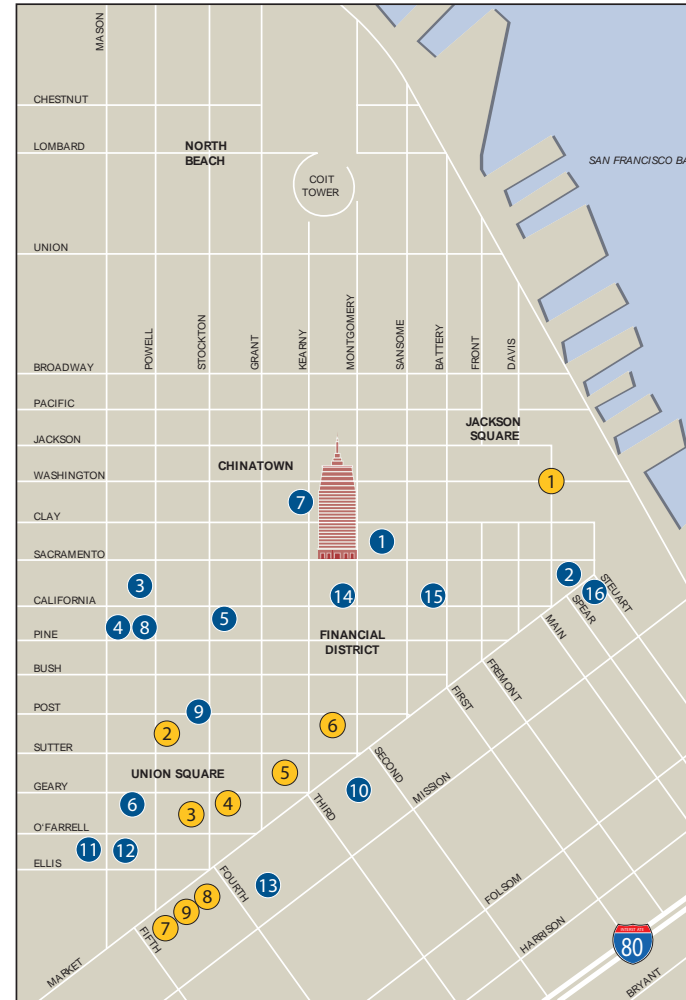 MASON
CHESTNUT
LOMBARD
NORTH
BEACH
SAN FRANCISCO BA
COIT
TOWER
UNION
POWELL
STOCKTON
GRANT
KEARNY
MONTGOMERY
SANSOME
BATTERY
FRONT
DAVIS
BROADWAY
PACIFIC
JACKSON
SQUARE
JACKSON
CHINATOWN
WASHINGTON
1
7
CLAY
1
SACRAMENTO
2
STEUART
3
16
SPEAR
14
15
CALIFORNIA
5
MAIN
4
8
PINE
FINANCIAL
DISTRICT
BUSH
FREMONT
FIRST
POST
9
2
6
SUTTER
SECOND
UNION SQUARE
5
MISSION
GEARY
10
THIRD
6
3
4
O'FARRELL
11
12
ELLIS
FOURTH
13
FOLSOM
8
9
7
FIFTH
HARRISON
INTERSTATE
80
MARKET
BRYANT